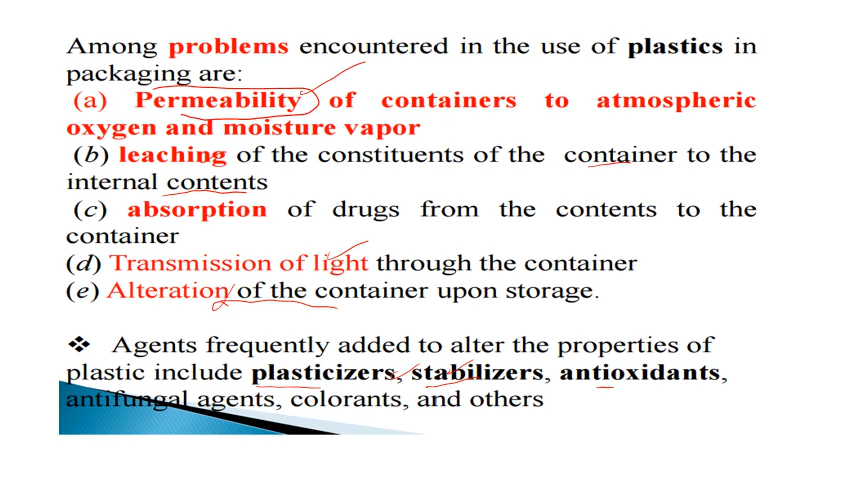 Among problems encountered in the use of plastics in
packaging are:
(a) Permeability of containers to atmospheric
oxygen and moisture vapor
(b) leaching of the constituents of the container to the
internal contents
(c) absorption of drugs from the contents to the
container
(d) Transmission of light through the container
(e) Alteration of the container upon storage.
❖ Agents frequently added to alter the properties of
plastic include plasticizers, stabilizers, antioxidants,
antifungal agents, colorants, and others